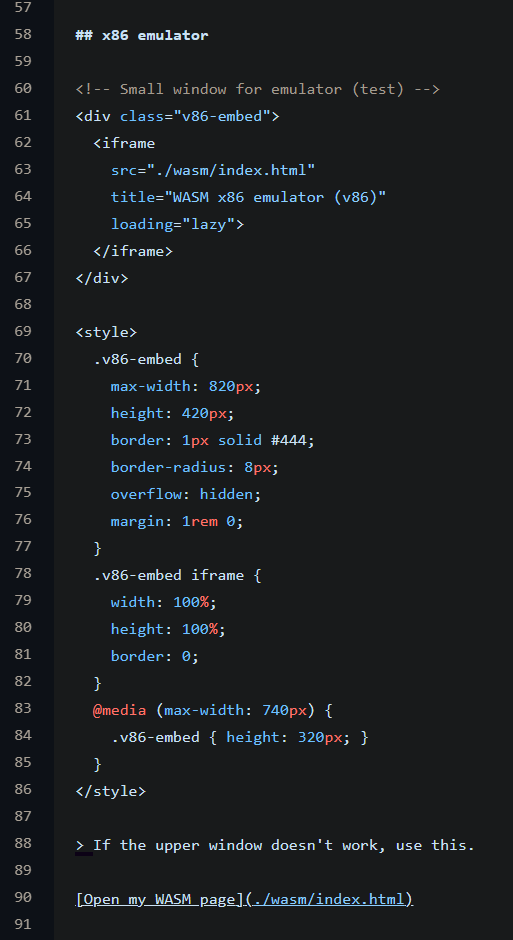 57
58 ## x86 emulator
59
60 <!-- Small window for emulator (test) -->
61 <div class="v86-embed">
62   <iframe
63     src="./wasm/index.html"
64     title="WASM x86 emulator (v86)"
65     loading="lazy">
66   </iframe>
67 </div>
68
69 <style>
70   .v86-embed {
71     max-width: 820px;
72     height: 420px;
73     border: 1px solid #444;
74     border-radius: 8px;
75     overflow: hidden;
76     margin: 1rem 0;
77   }
78   .v86-embed iframe {
79     width: 100%;
80     height: 100%;
81     border: 0;
82   }
83   @media (max-width: 740px) {
84     .v86-embed { height: 320px; }
85   }
86 </style>
87
88 > If the upper window doesn't work, use this.
89
90 [Open my WASM page](./wasm/index.html)
91